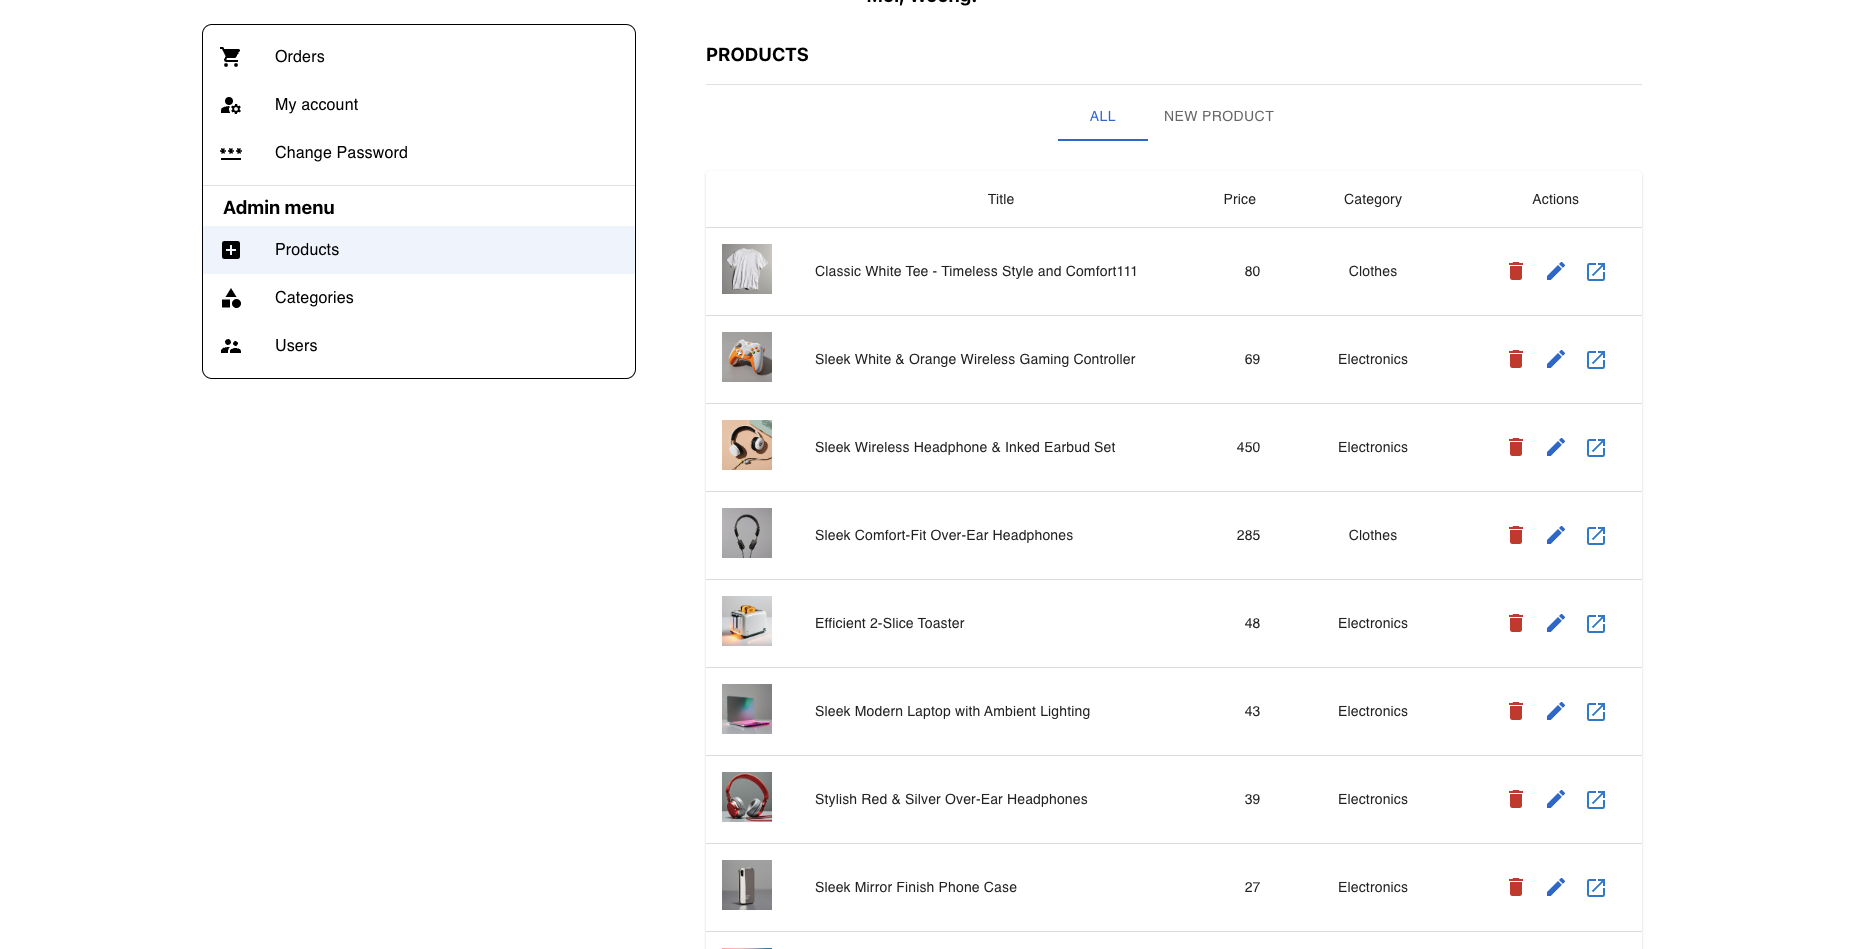 Orders
My account
Change Password
Admin menu
Products
Categories
Users
PRODUCTS
ALL NEW PRODUCT
Title Price Category Actions
Classic White Tee - Timeless Style and Comfort111 80 Clothes
Sleek White & Orange Wireless Gaming Controller 69 Electronics
Sleek Wireless Headphone & Inked Earbud Set 450 Electronics
Sleek Comfort-Fit Over-Ear Headphones 285 Clothes
Efficient 2-Slice Toaster 48 Electronics
Sleek Modern Laptop with Ambient Lighting 43 Electronics
Stylish Red & Silver Over-Ear Headphones 39 Electronics
Sleek Mirror Finish Phone Case 27 Electronics